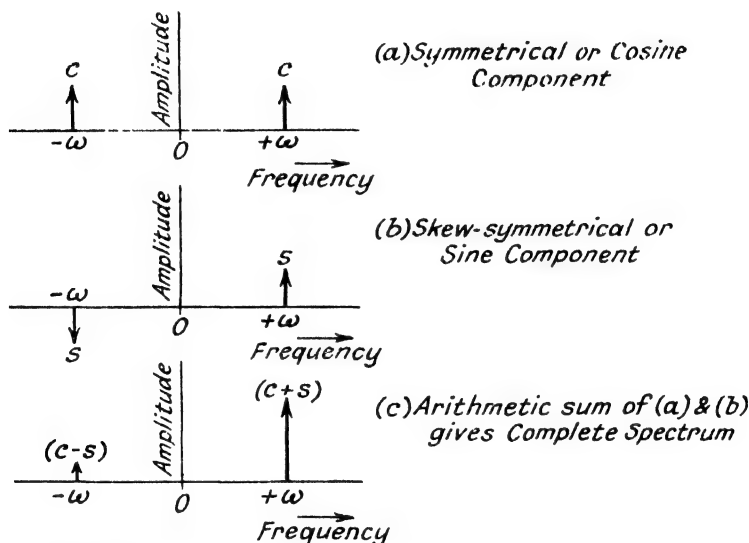 Amplitude
c
c
(a) Symmetrical or Cosine
Component
-ω
0
+ω
Frequency
Amplitude
(b) Skew-symmetrical or
Sine Component
s
-ω
0
+ω
s
Frequency
Amplitude
(c+s)
(c) Arithmetic sum of (a) & (b)
gives Complete Spectrum
(c-s)
-ω
0
+ω
Frequency